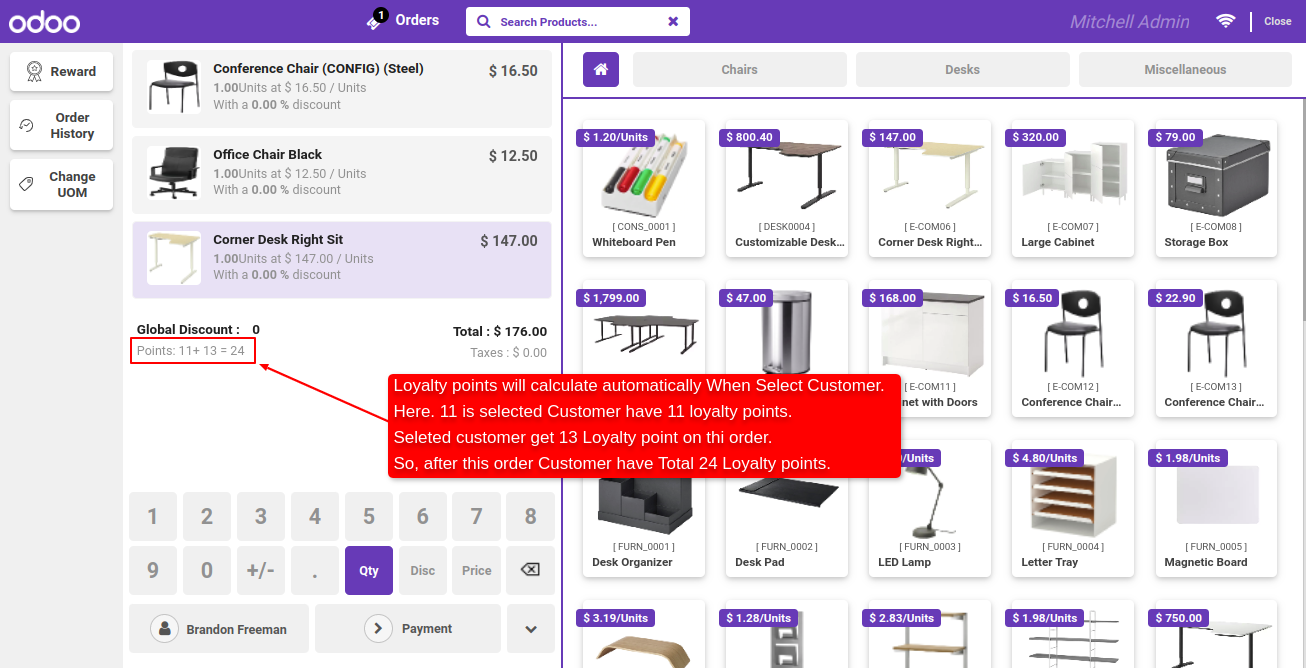 odoo
1
Orders
Search Products...
Mitchell Admin
Close
Reward
Order
History
Change
UOM
Conference Chair (CONFIG) (Steel)
$ 16.50
1.00Units at $ 16.50 / Units
With a 0.00 % discount
Office Chair Black
$ 12.50
1.00Units at $ 12.50 / Units
With a 0.00 % discount
Corner Desk Right Sit
$ 147.00
1.00Units at $ 147.00 / Units
With a 0.00 % discount
Global Discount : 0
Total : $ 176.00
Points: 11+ 13 = 24
Taxes : $ 0.00
Loyalty points will calculate automatically When Select Customer.
Here. 11 is selected Customer have 11 loyalty points.
Seleted customer get 13 Loyalty point on thi order.
So, after this order Customer have Total 24 Loyalty points.
1 2 3 4 5 6 7 8
9 0 +/- . Qty Disc Price
Brandon Freeman
Payment
Chairs
Desks
Miscellaneous
$ 1.20/Units
[ CONS_0001 ]
Whiteboard Pen
$ 800.40
[ DESK0004 ]
Customizable Desk...
$ 147.00
[ E-COM06 ]
Corner Desk Right...
$ 320.00
[ E-COM07 ]
Large Cabinet
$ 79.00
[ E-COM08 ]
Storage Box
$ 1,799.00
$ 47.00
$ 168.00
[ E-COM11 ]
net with Doors
$ 16.50
[ E-COM12 ]
Conference Chair...
$ 22.90
[ E-COM13 ]
Conference Chair...
[ FURN_0001 ]
Desk Organizer
[ FURN_0002 ]
Desk Pad
/Units
[ FURN_0003 ]
LED Lamp
$ 4.80/Units
[ FURN_0004 ]
Letter Tray
$ 1.98/Units
[ FURN_0005 ]
Magnetic Board
$ 3.19/Units
$ 1.28/Units
$ 2.83/Units
$ 1.98/Units
$ 750.00